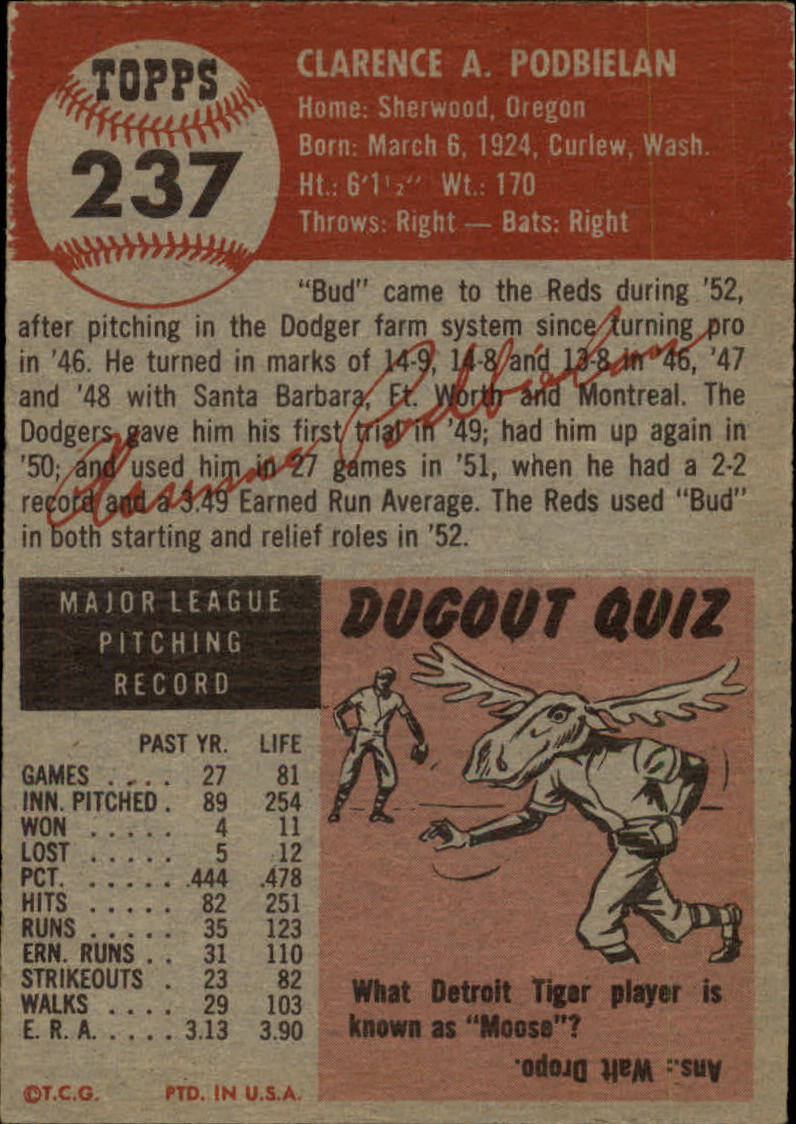 TOPPS
237
CLARENCE A. PODBIELAN
Home: Sherwood, Oregon
Born: March 6, 1924, Curlew, Wash.
Ht.: 6'1½" Wt.: 170
Throws: Right — Bats: Right
"Bud" came to the Reds during '52,
after pitching in the Dodger farm system since turning pro
in '46. He turned in marks of 14-9, 14-8 and 13-8 in '46, '47
and '48 with Santa Barbara, Ft. Worth and Montreal. The
Dodgers gave him his first trial in '49; had him up again in
'50; and used him in 27 games in '51, when he had a 2-2
record and a 3.49 Earned Run Average. The Reds used "Bud"
in both starting and relief roles in '52.
Clarence Podbielan
MAJOR LEAGUE
PITCHING
RECORD
PAST YR. LIFE
GAMES . . . . 27 81
INN. PITCHED . 89 254
WON . . . . . 4 11
LOST . . . . . 5 12
PCT. . . . . . .444 .478
HITS . . . . . 82 251
RUNS . . . . . 35 123
ERN. RUNS . . 31 110
STRIKEOUTS . 23 82
WALKS . . . . 29 103
E. R. A. . . . . 3.13 3.90
©T.C.G. PTD. IN U.S.A.
DUGOUT QUIZ
What Detroit Tiger player is
known as "Moose"?
Ans.: Walt Dropo.